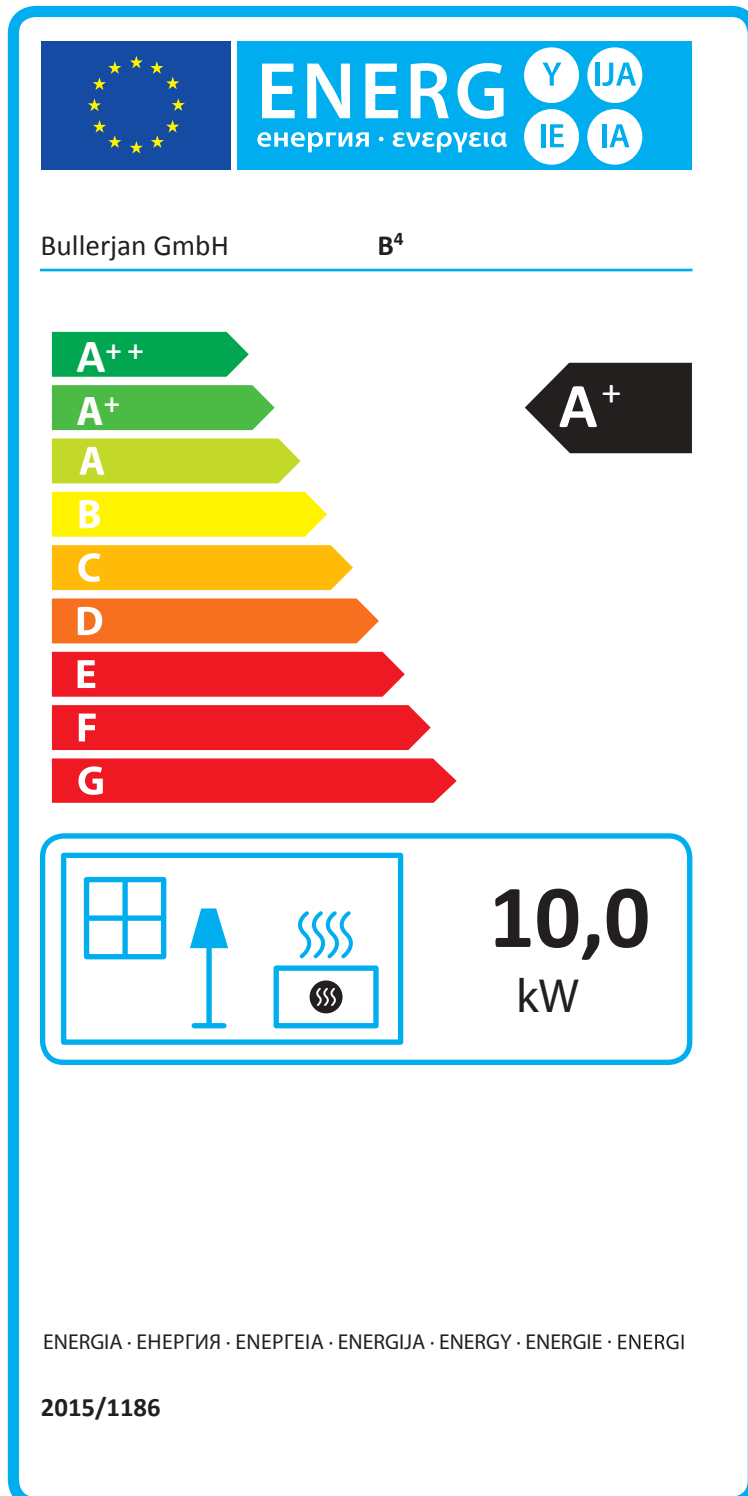 ENERG Y IJA
енергия · ενεργεια IE IA
Bullerjan GmbH B⁴
A⁺⁺
A⁺
A⁺
A
B
C
D
E
F
G
10,0
kW
ENERGIA · ЕНЕРГИЯ · ΕΝΕΡΓΕΙΑ · ENERGIJA · ENERGY · ENERGIE · ENERGI
2015/1186